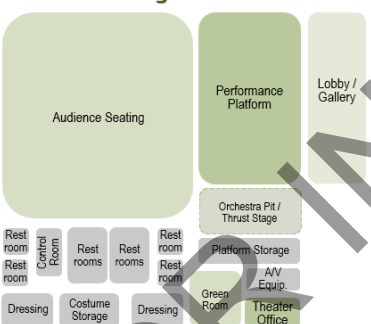 Audience Seating
Performance
Platform
Lobby /
Gallery
Orchestra Pit /
Thrust Stage
Rest
room
Control
Room
Rest
rooms
Rest
rooms
Rest
room
Rest
room
Rest
room
Platform Storage
A/V
Equip.
Green
Room
Dressing
Costume
Storage
Dressing
Theater
Office